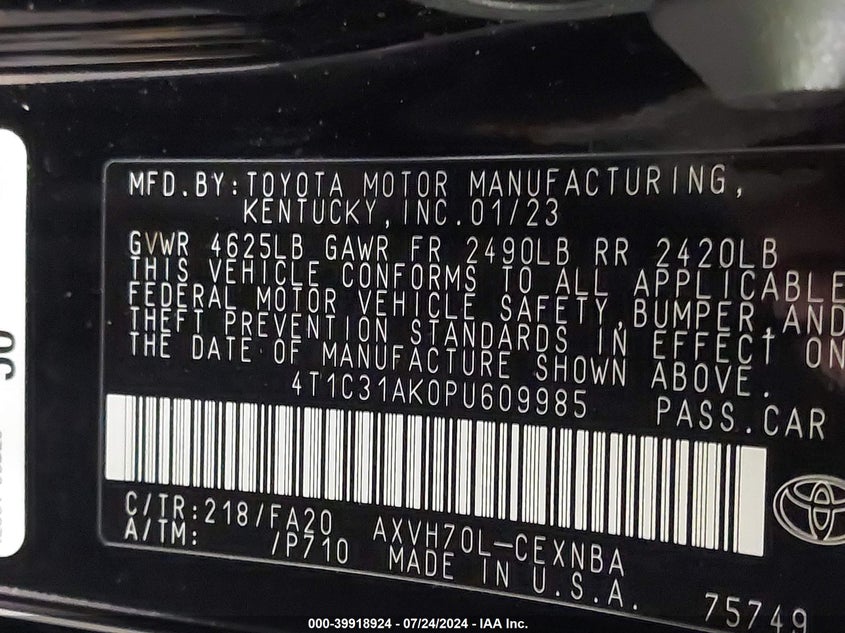 MFD.BY:TOYOTA MOTOR MANUFACTURING,
KENTUCKY,INC.01/23
GVWR 4625LB GAWR FR 2490LB RR 2420LB
THIS VEHICLE CONFORMS TO ALL APPLICABLE
FEDERAL MOTOR VEHICLE SAFETY,BUMPER,AND
THEFT PREVENTION STANDARDS IN EFFECT ON
THE DATE OF MANUFACTURE SHOWN ABOVE.
4T1C31AK0PU609985 PASS.CAR
C/TR:218/FA20 AXVH70L-CEXNBA
A/TM: /P710 MADE IN U.S.A.
75749
000-39918924 - 07/24/2024 - IAA Inc.